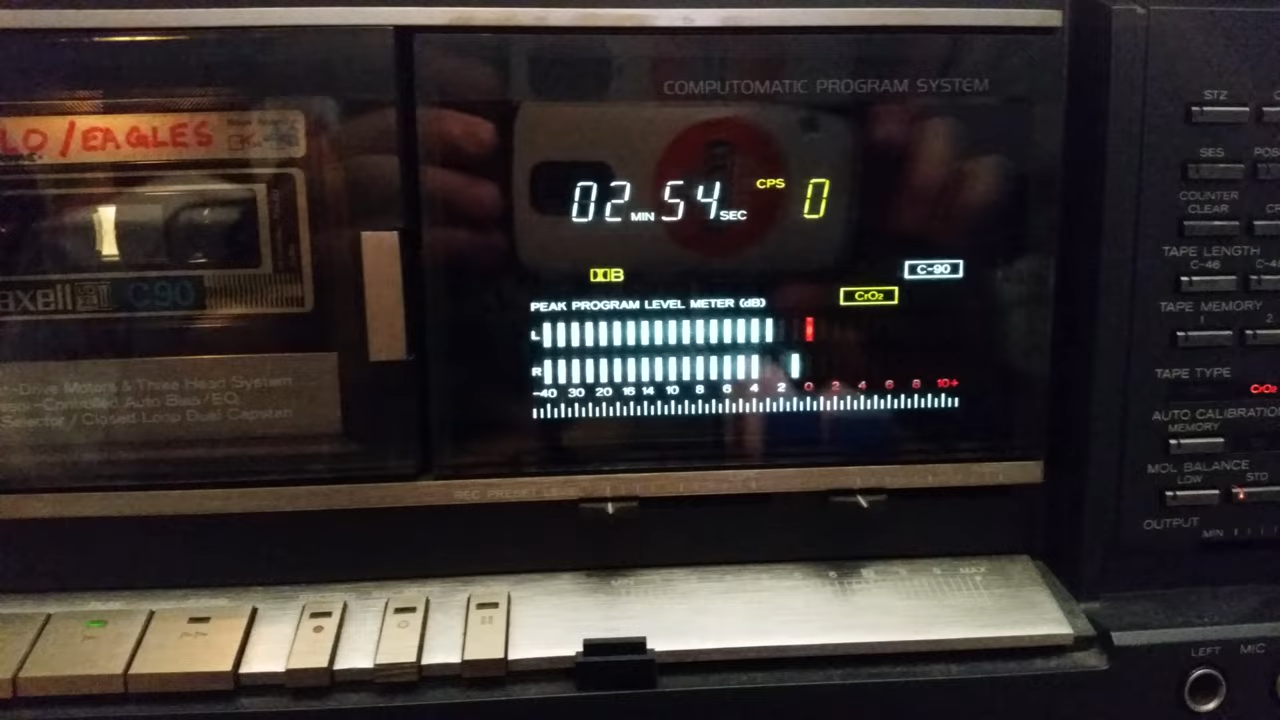 COMPUTOMATIC PROGRAM SYSTEM
LO/EAGLES
axell II C90
02 MIN 54 SEC CPS 0
B
C-90
CrO2
PEAK PROGRAM LEVEL METER (dB)
L
R
-40 30 20 16 14 10 8 6 4 2 0 2 4 6 8 10+
t-Drive Motors & Three Head System
-Controlled Auto Bias/EQ
Selector / Closed Loop Dual Capstan
REC PRESET
MAX
STZ
SES POS
COUNTER
CLEAR
TAPE LENGTH
C-46
TAPE MEMORY
1 2
TAPE TYPE
CrO2
AUTO CALIBRATIO
MEMORY
MOL BALANCE
LOW STD
OUTPUT
MIN
LEFT MIC